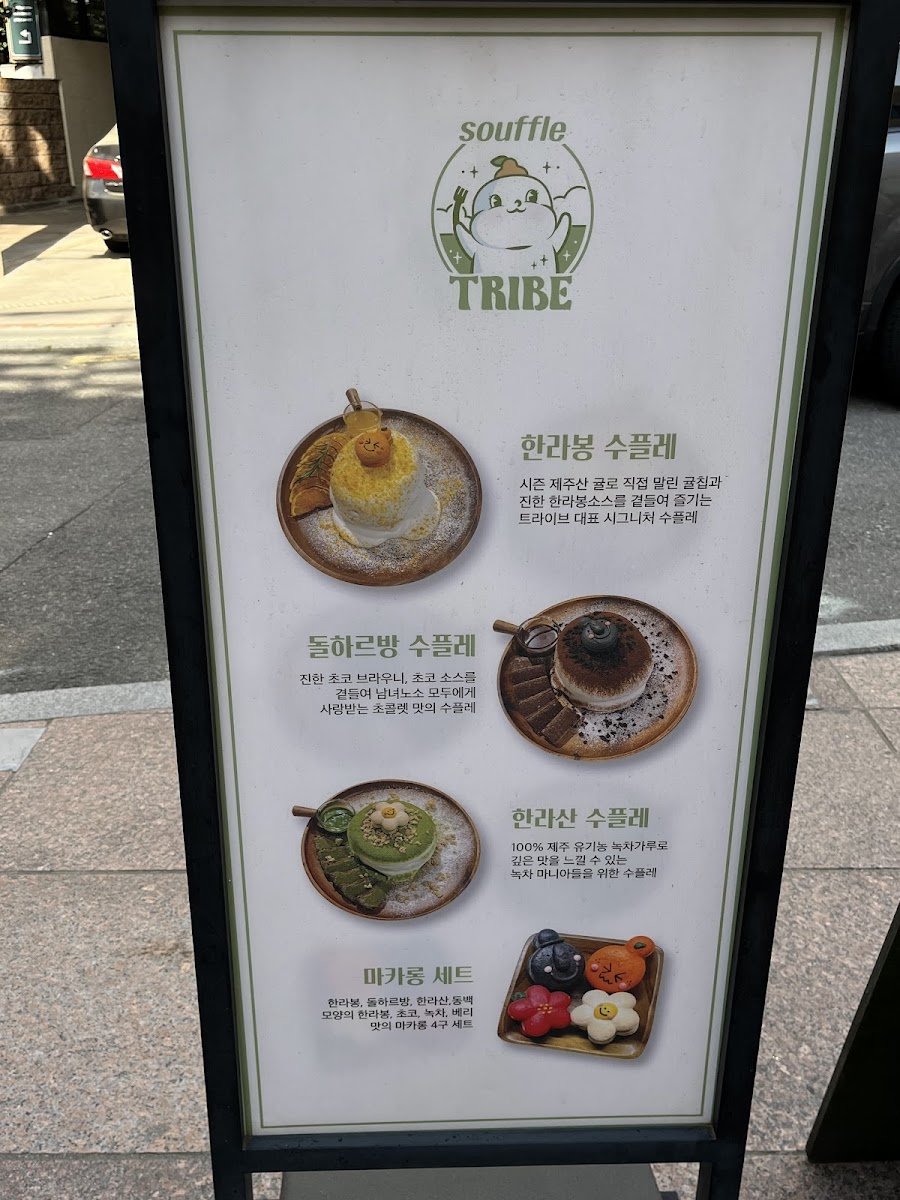 souffle
TRIBE
한라봉 수플레
시즌 제주산 귤로 직접 말린 귤칩과
진한 한라봉소스를 곁들여 즐기는
트라이브 대표 시그니처 수플레
돌하르방 수플레
진한 초코 브라우니, 초코 소스를
곁들여 남녀노소 모두에게
사랑받는 초콜렛 맛의 수플레
한라산 수플레
100% 제주 유기농 녹차가루로
깊은 맛을 느낄 수 있는
녹차 마니아들을 위한 수플레
마카롱 세트
한라봉, 돌하르방, 한라산,동백
모양의 한라봉, 초코, 녹차, 베리
맛의 마카롱 4구 세트